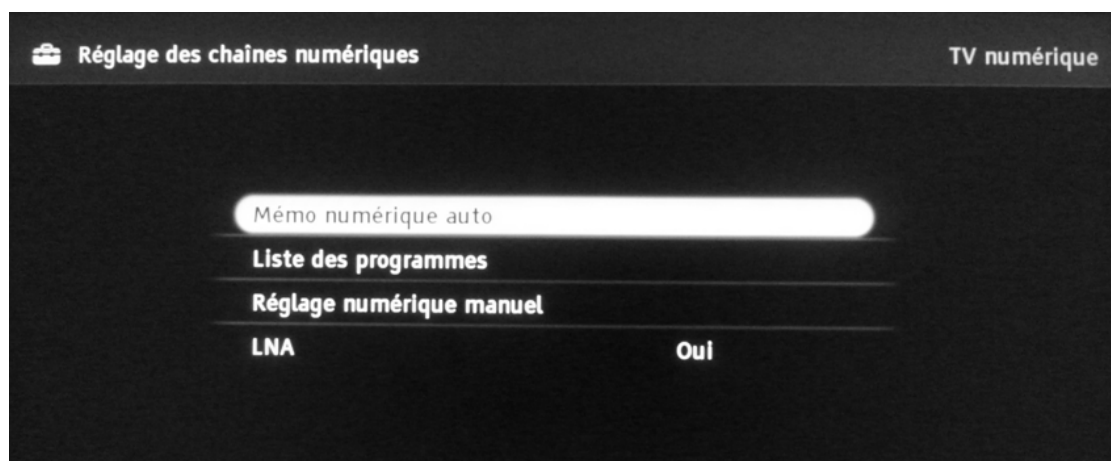 Réglage des chaînes numériques
TV numérique
Mémo numérique auto
Liste des programmes
Réglage numérique manuel
LNA Oui